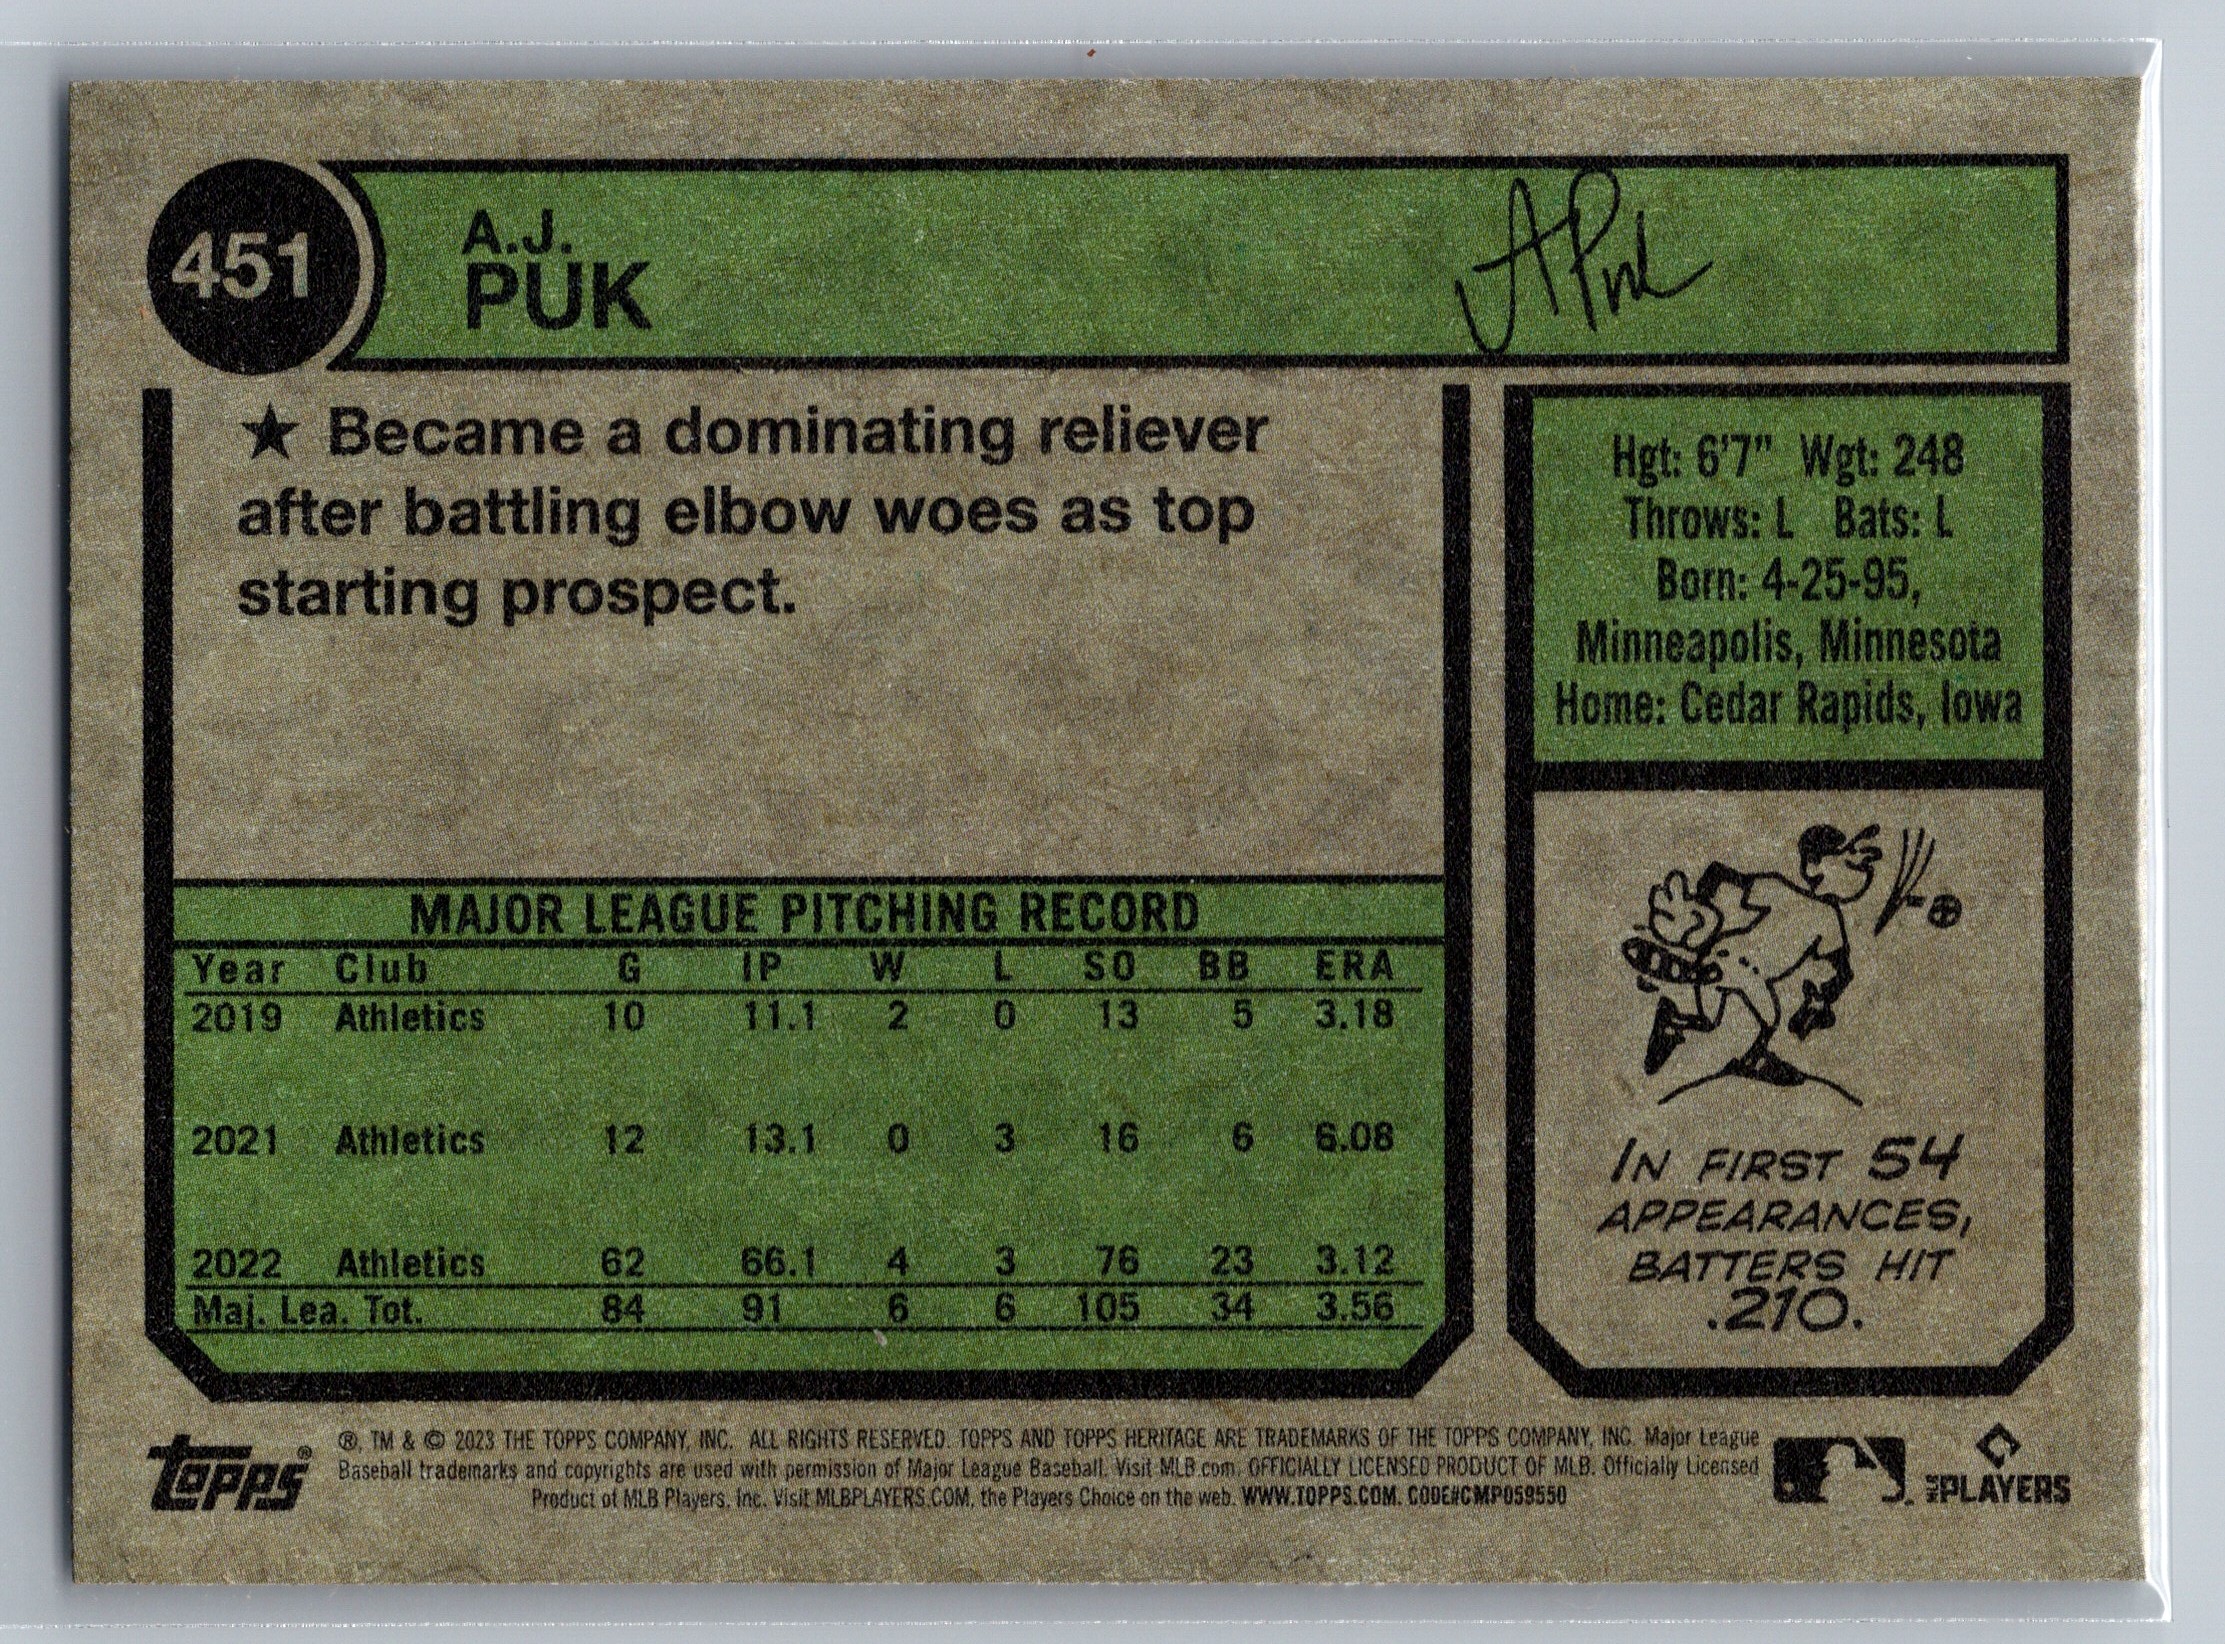 451
A.J.
PUK
A Puk
★ Became a dominating reliever
after battling elbow woes as top
starting prospect.
Hgt: 6'7" Wgt: 248
Throws: L Bats: L
Born: 4-25-95,
Minneapolis, Minnesota
Home: Cedar Rapids, Iowa
MAJOR LEAGUE PITCHING RECORD
Year Club G IP W L SO BB ERA
2019 Athletics 10 11.1 2 0 13 5 3.18
2021 Athletics 12 13.1 0 3 16 6 6.08
2022 Athletics 62 66.1 4 3 76 23 3.12
Maj. Lea. Tot. 84 91 6 6 105 34 3.56
IN FIRST 54
APPEARANCES,
BATTERS HIT
.210.
topps®
®, TM & © 2023 THE TOPPS COMPANY, INC. ALL RIGHTS RESERVED. TOPPS AND TOPPS HERITAGE ARE TRADEMARKS OF THE TOPPS COMPANY, INC. Major League
Baseball trademarks and copyrights are used with permission of Major League Baseball. Visit MLB.com. OFFICIALLY LICENSED PRODUCT OF MLB. Officially Licensed
Product of MLB Players, Inc. Visit MLBPLAYERS.COM, the Players Choice on the web. WWW.TOPPS.COM. CODE#CMP059550
MLB PLAYERS